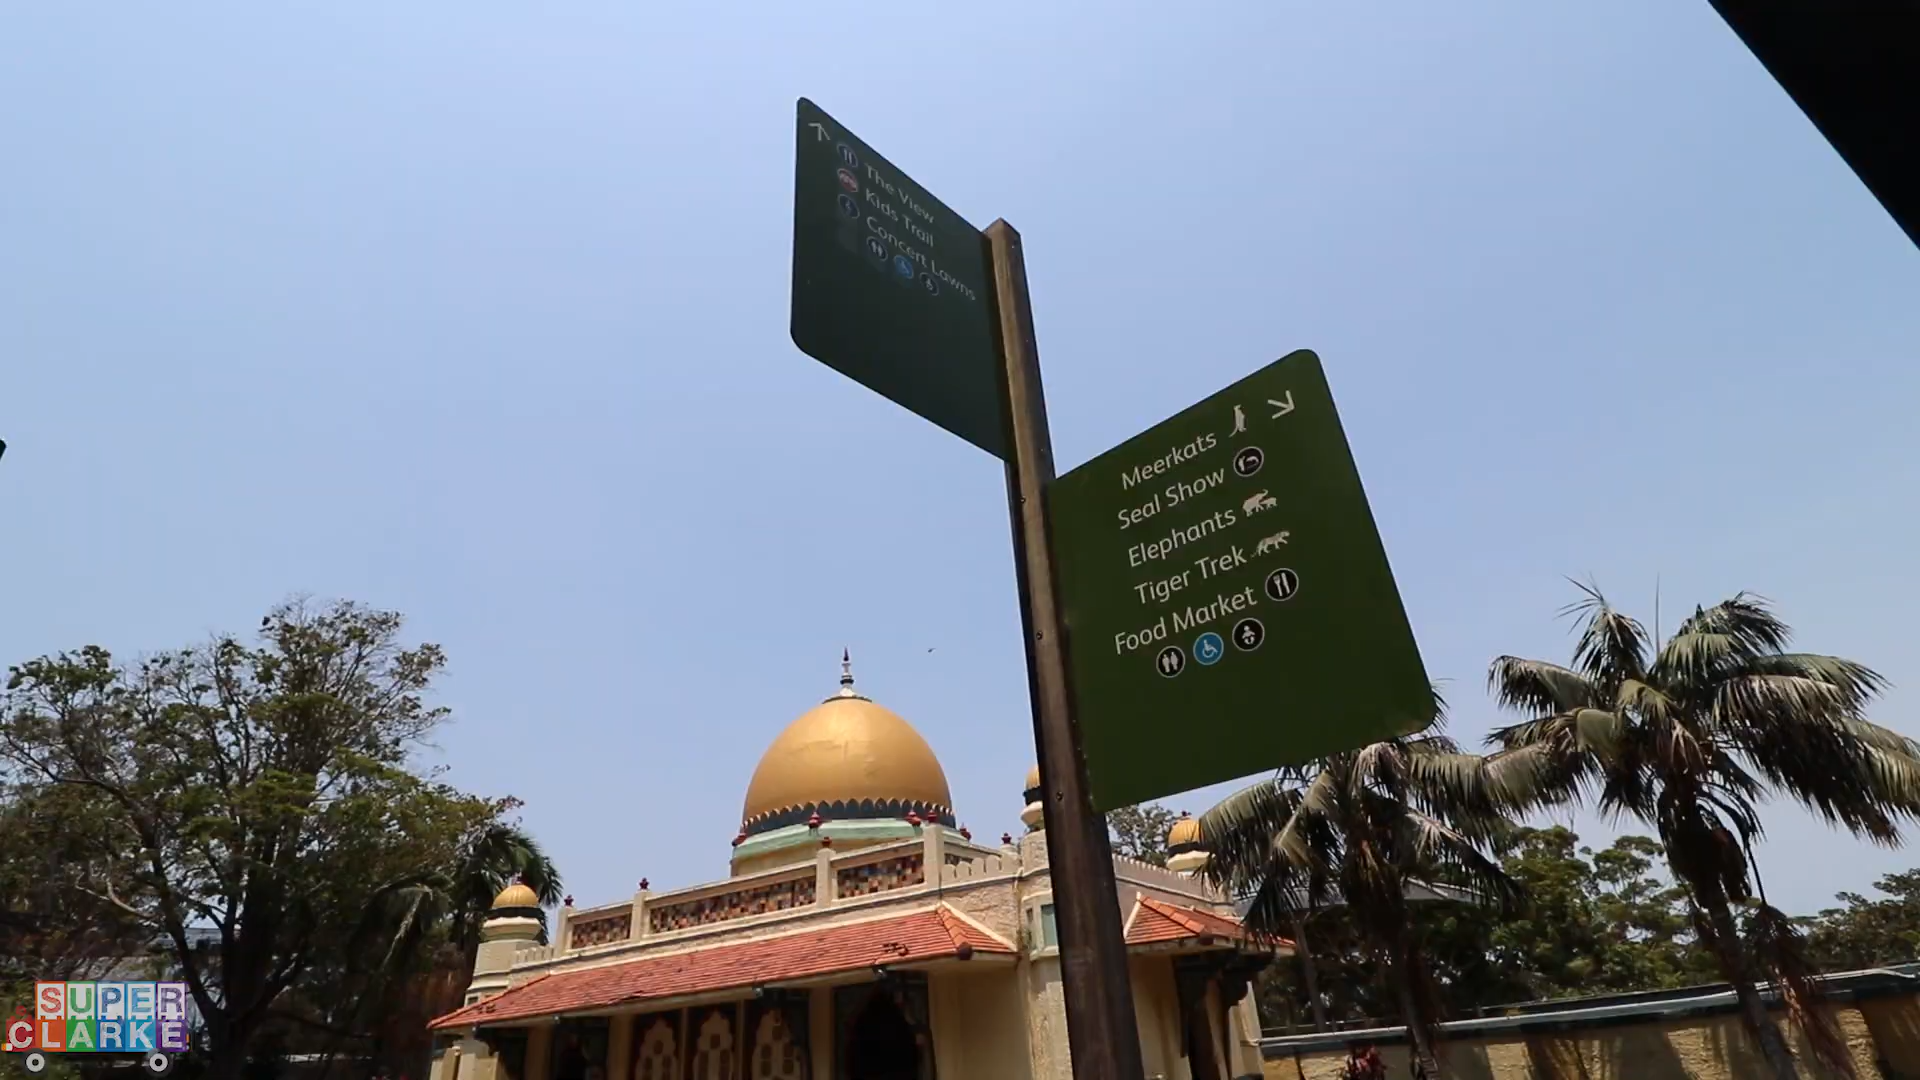 The View
Kids Trail
Concert Lawns
Meerkats
Seal Show
Elephants
Tiger Trek
Food Market
SUPER
CLARKE